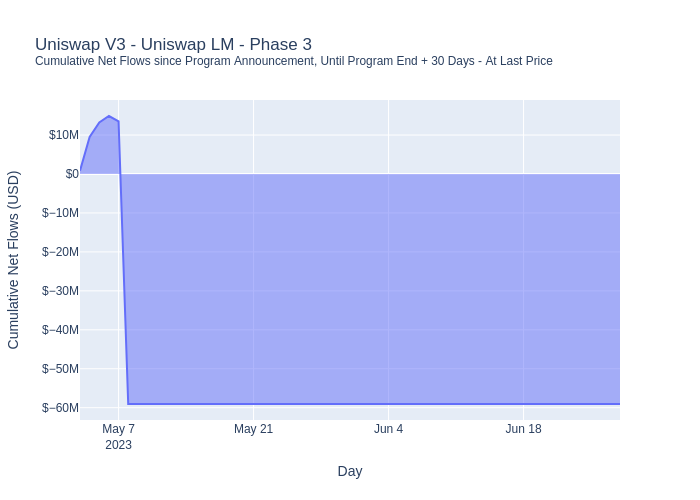 Uniswap V3 - Uniswap LM - Phase 3
Cumulative Net Flows since Program Announcement, Until Program End + 30 Days - At Last Price
Cumulative Net Flows (USD)
$10M
$0
$−10M
$−20M
$−30M
$−40M
$−50M
$−60M
May 7
2023
May 21
Jun 4
Jun 18
Day